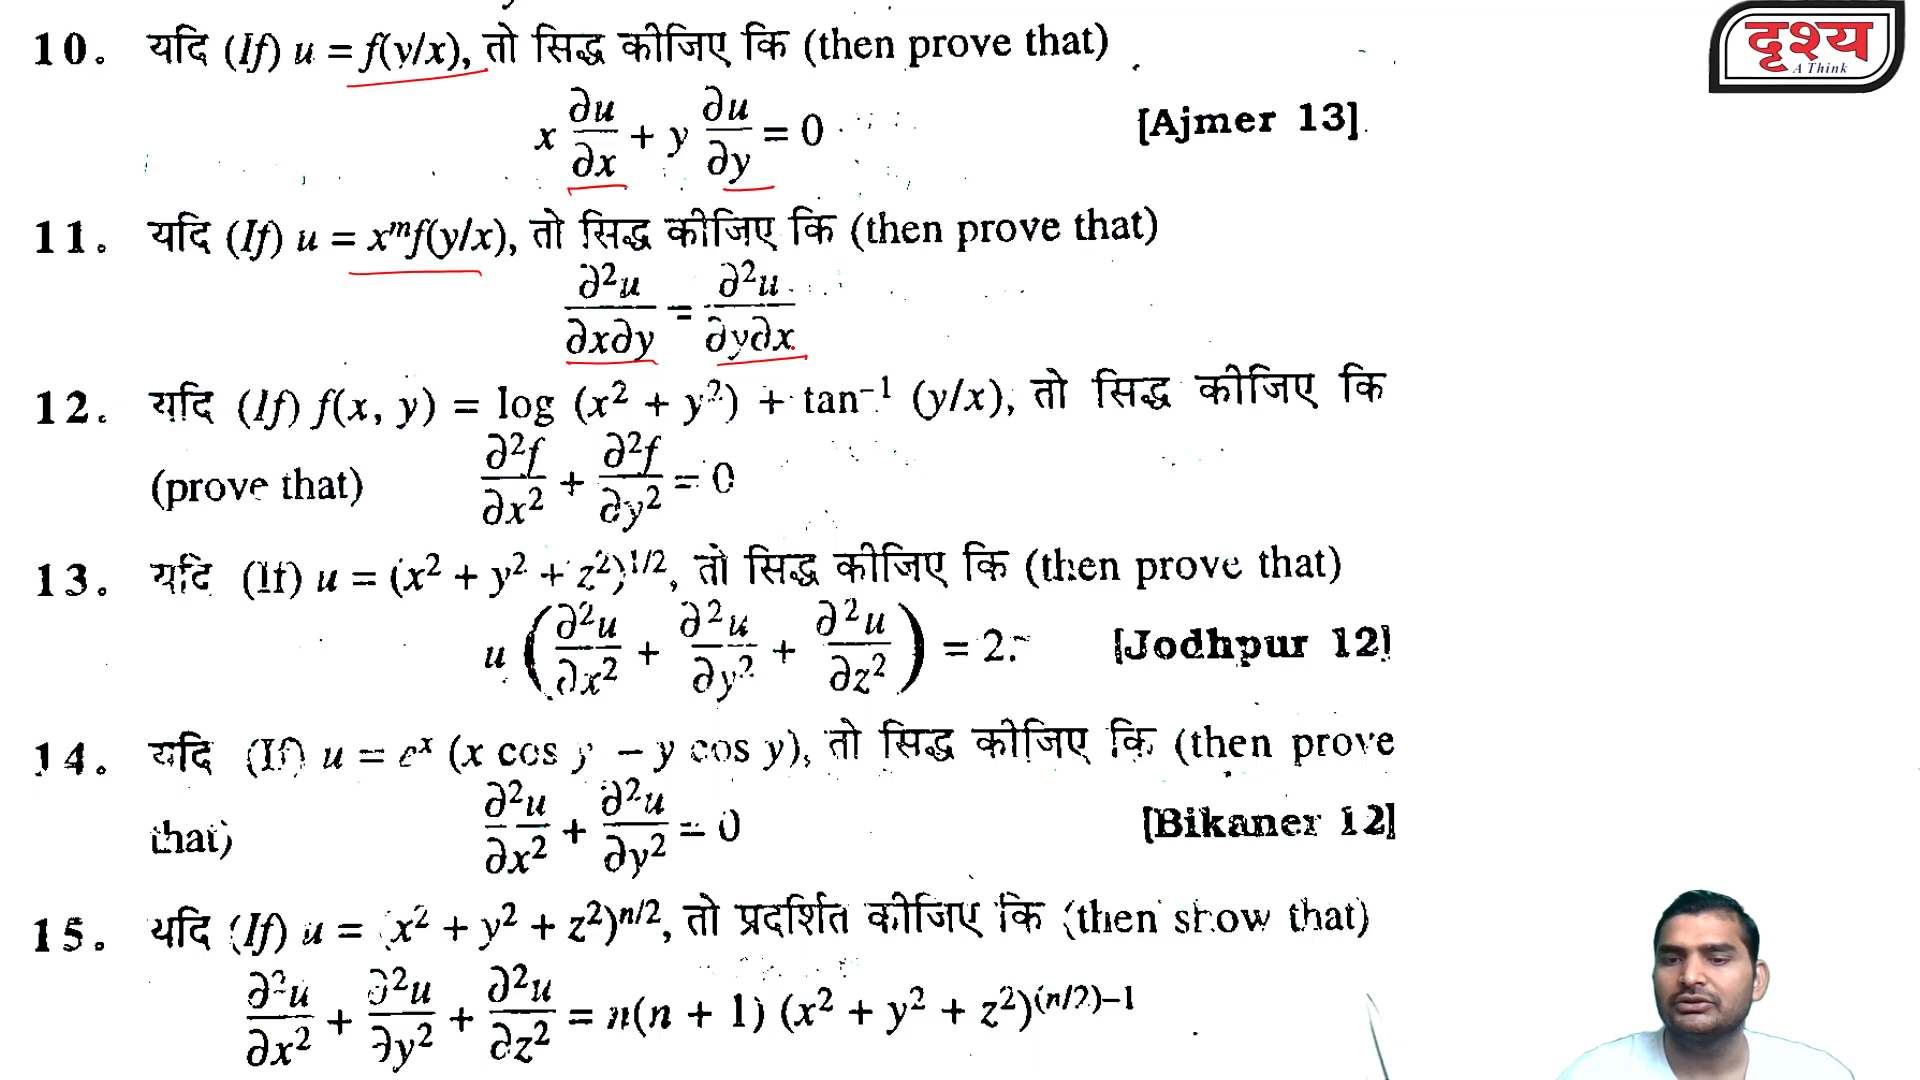 दृश्य
A Think
10. यदि (If) u = f(y/x), तो सिद्ध कीजिए कि (then prove that)
x ∂u/∂x + y ∂u/∂y = 0 [Ajmer 13]
11. यदि (If) u = xᵐf(y/x), तो सिद्ध कीजिए कि (then prove that)
∂²u/∂x∂y = ∂²u/∂y∂x
12. यदि (If) f(x, y) = log (x² + y²) + tan⁻¹ (y/x), तो सिद्ध कीजिए कि
(prove that) ∂²f/∂x² + ∂²f/∂y² = 0
13. यदि (If) u = (x² + y² + z²)^1/2, तो सिद्ध कीजिए कि (then prove that)
u (∂²u/∂x² + ∂²u/∂y² + ∂²u/∂z²) = 2. [Jodhpur 12]
14. यदि (If) u = eˣ (x cos y – y cos y), तो सिद्ध कीजिए कि (then prove
that) ∂²u/∂x² + ∂²u/∂y² = 0 [Bikaner 12]
15. यदि (If) u = (x² + y² + z²)^n/2, तो प्रदर्शित कीजिए कि (then show that)
∂²u/∂x² + ∂²u/∂y² + ∂²u/∂z² = n(n + 1) (x² + y² + z²)^(n/2)–1